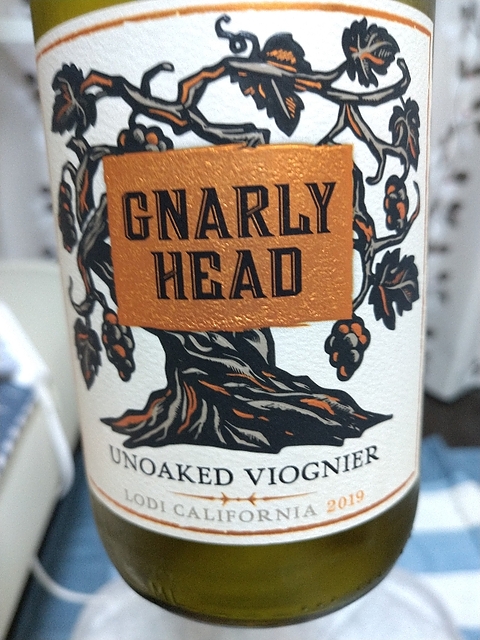 GNARLY
HEAD
UNOAKED VIOGNIER
LODI CALIFORNIA 2019